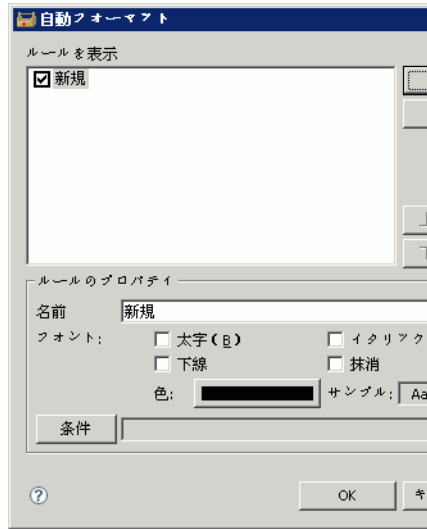 自動フォーマット
ルールを表示
新規
ルールのプロパティ
名前 新規
フォント: 太字(B) イタリック
下線 抹消
色: サンプル: Aa
条件
OK キ